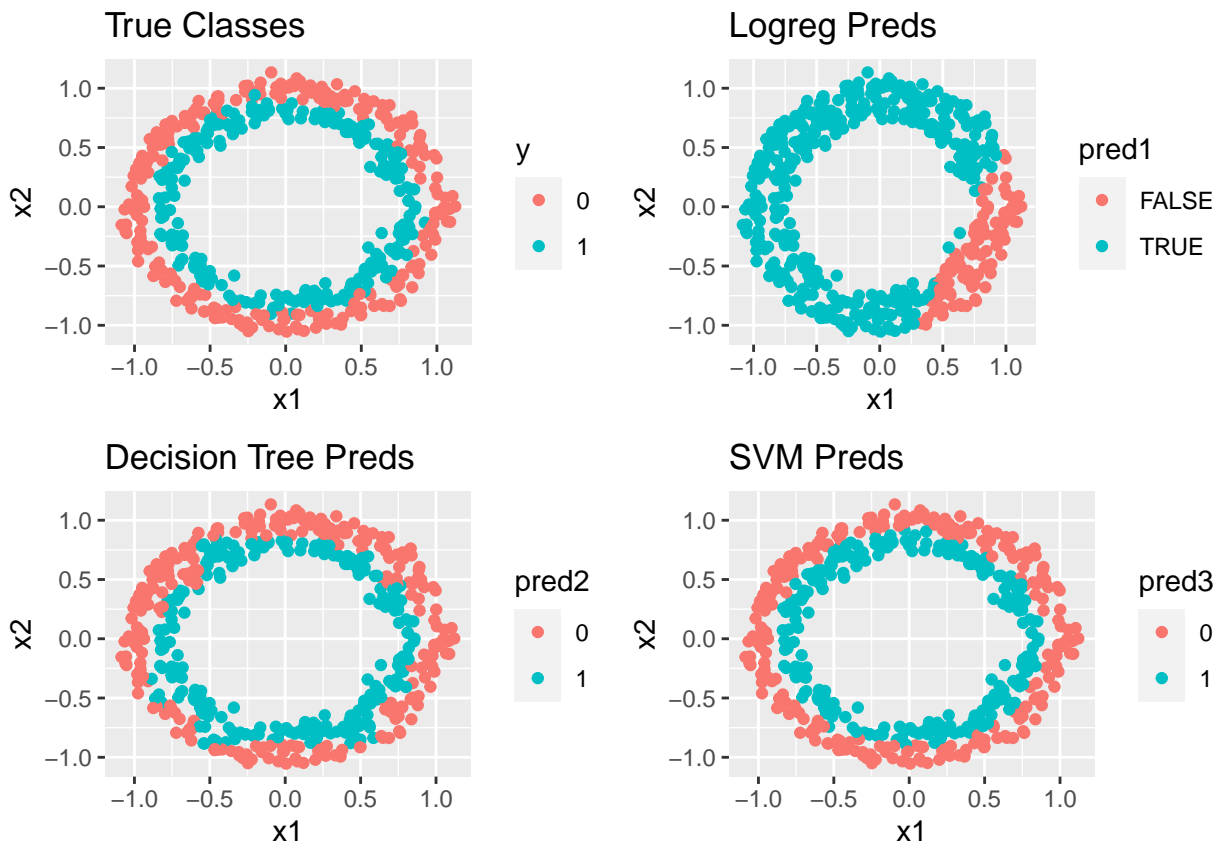 True Classes
1.0
0.5
0.0
−0.5
−1.0
x2
−1.0 −0.5 0.0 0.5 1.0
x1
y
0
1
Logreg Preds
1.0
0.5
0.0
−0.5
−1.0
x2
−1.0 −0.5 0.0 0.5 1.0
x1
pred1
FALSE
TRUE
Decision Tree Preds
1.0
0.5
0.0
−0.5
−1.0
x2
−1.0 −0.5 0.0 0.5 1.0
x1
pred2
0
1
SVM Preds
1.0
0.5
0.0
−0.5
−1.0
x2
−1.0 −0.5 0.0 0.5 1.0
x1
pred3
0
1